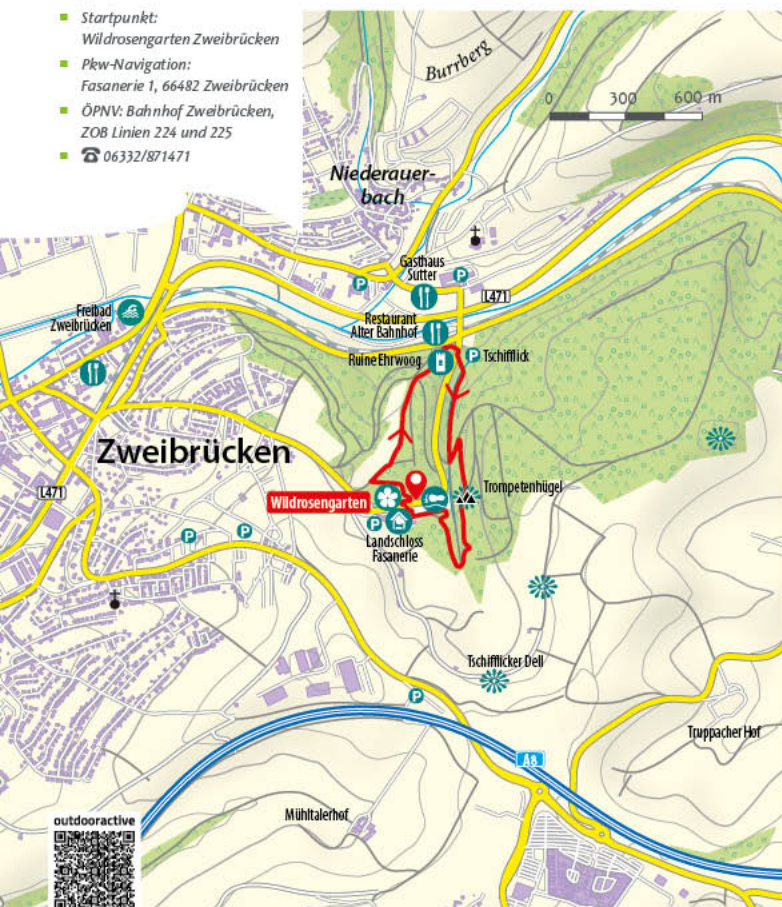 Startpunkt:
Wildrosengarten Zweibrücken
Pkw-Navigation:
Fasanerie 1, 66482 Zweibrücken
ÖPNV: Bahnhof Zweibrücken,
ZOB Linien 224 und 225
06332/871471
Burrberg
0 300 600 m
Niederauer-
bach
Gasthaus
Sutter
P
P
L471
Freibad
Zweibrücken
Restaurant
Alter Bahnhof
Ruine Ehrwoog
P Tschifflick
Zweibrücken
L471
Wildrosengarten
Trompetenhügel
P
P
P
Landschloss
Fasanerie
Tschifflicker Dell
P
Truppacher Hof
A8
Mühltalerhof
outdooractive